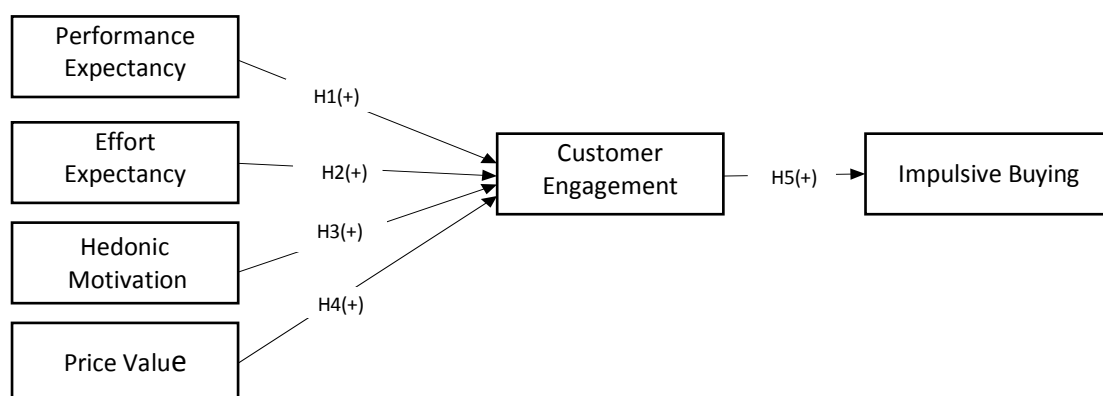 Performance
Expectancy
H1(+)
Effort
Expectancy
H2(+)
Customer
Engagement
H5(+)
Impulsive Buying
Hedonic
Motivation
H3(+)
H4(+)
Price Value